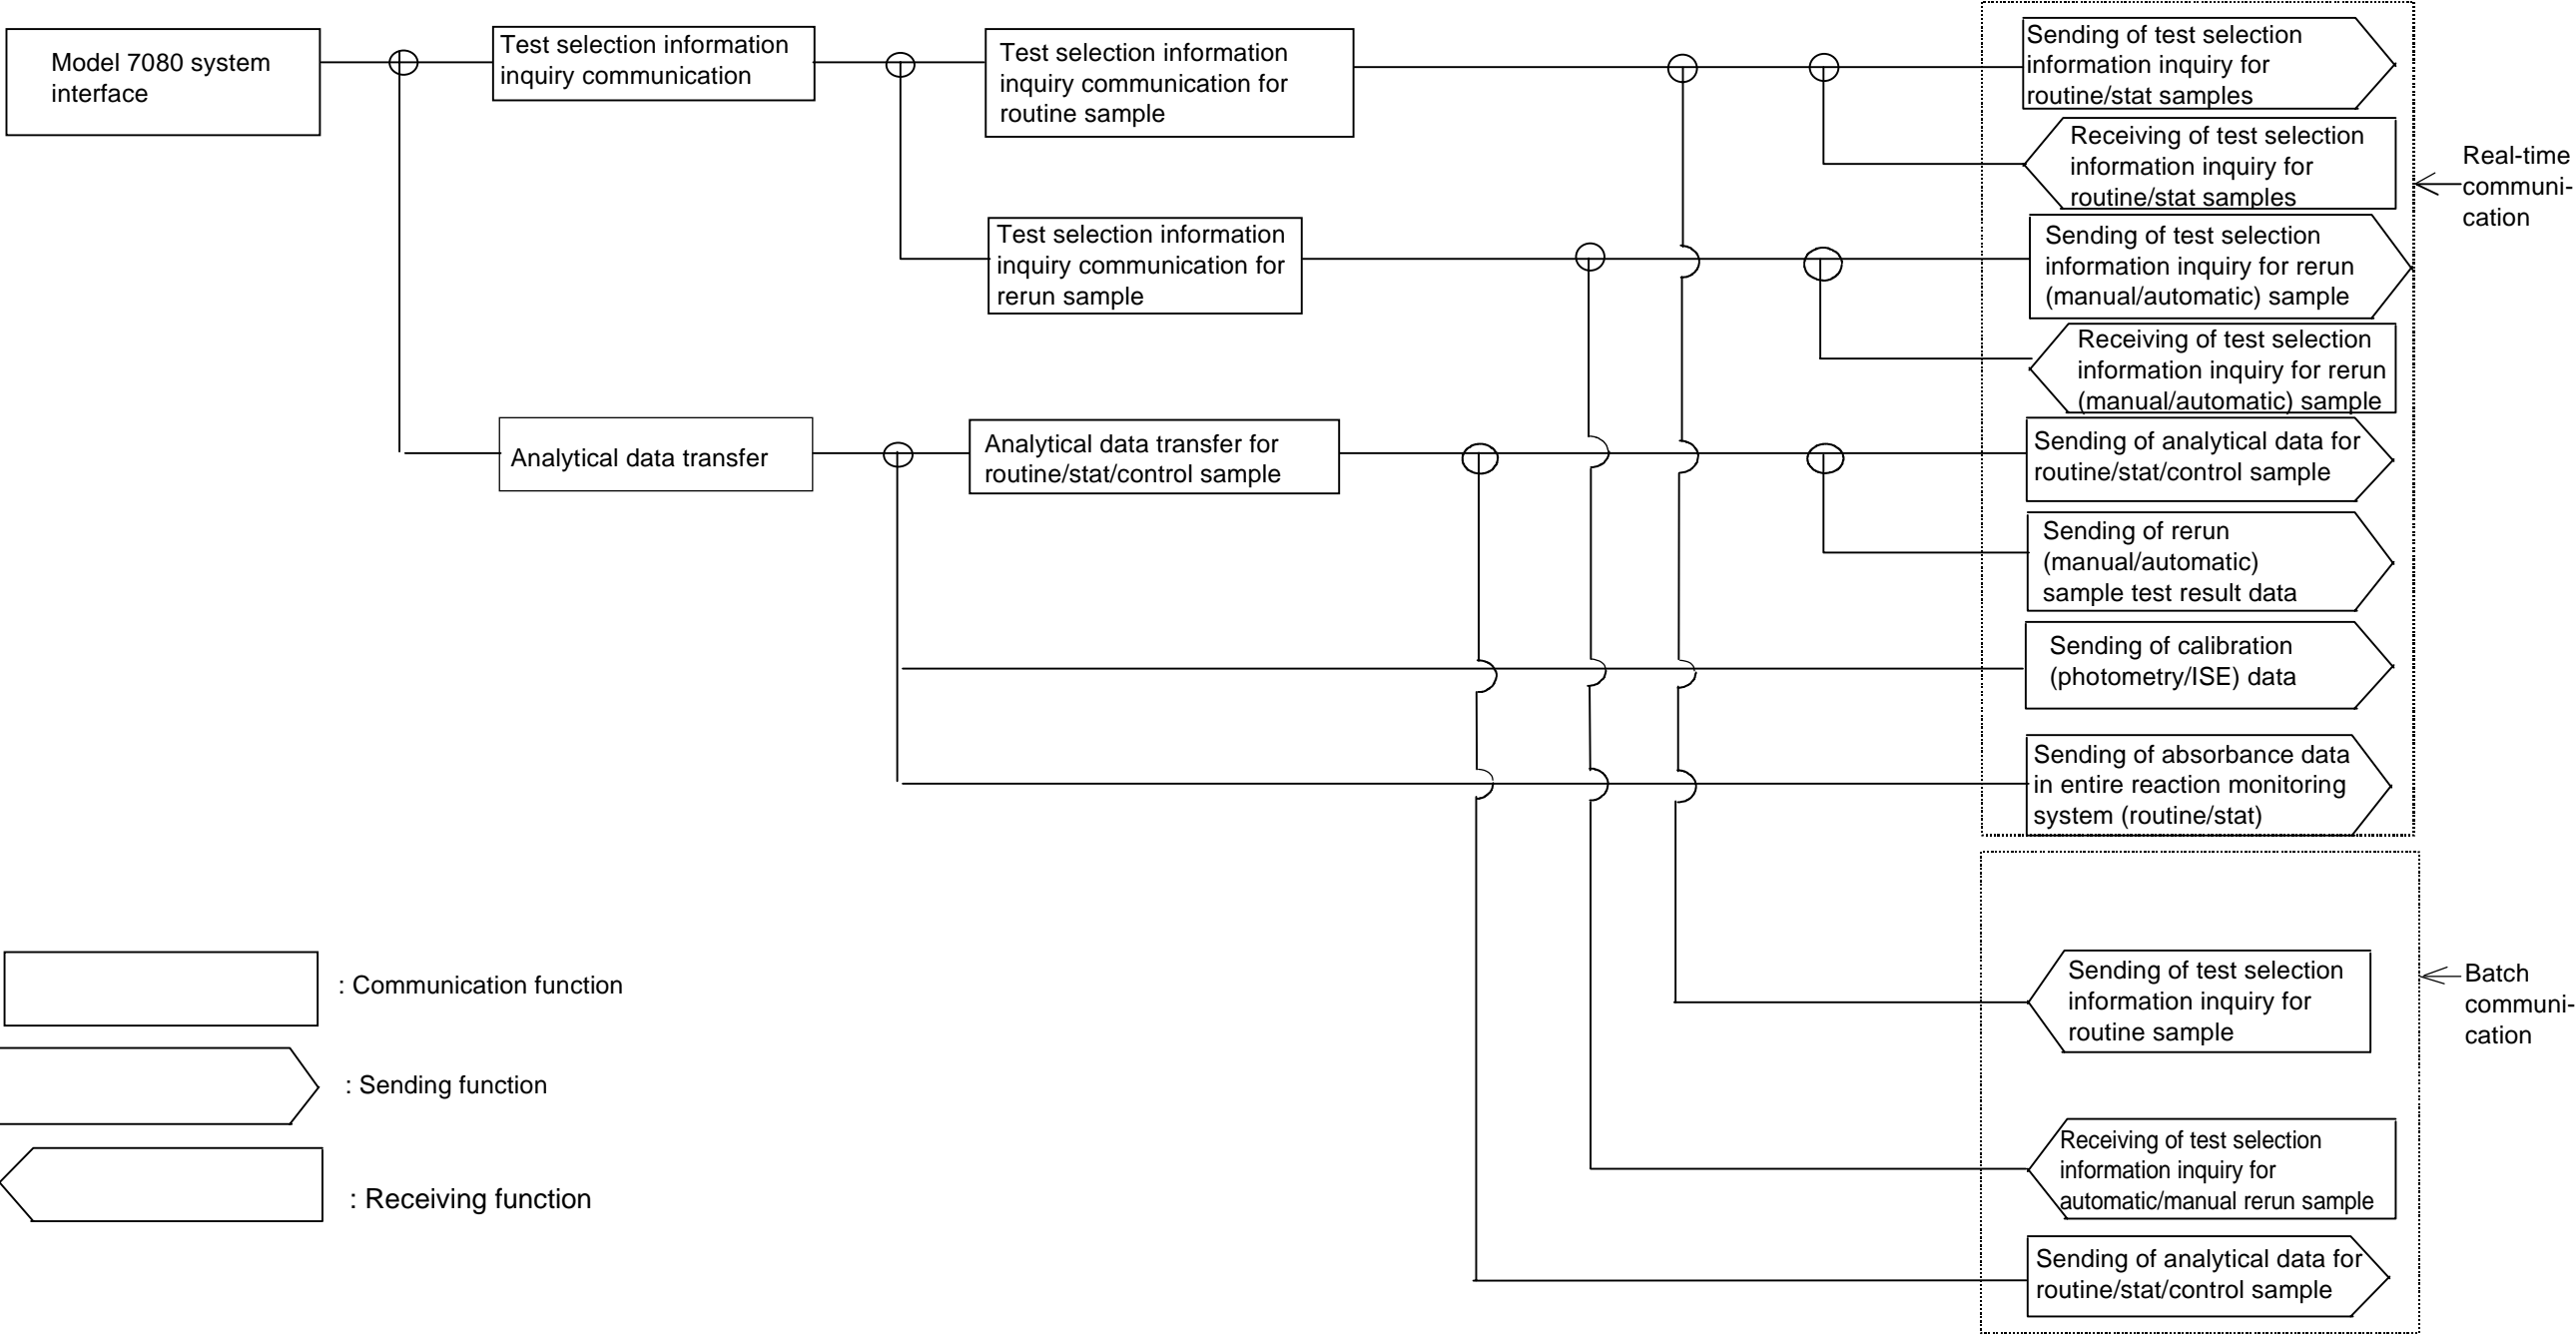 Model 7080 system
interface
Test selection information
inquiry communication
Test selection information
inquiry communication for
routine sample
Test selection information
inquiry communication for
rerun sample
Analytical data transfer
Analytical data transfer for
routine/stat/control sample
Sending of test selection
information inquiry for
routine/stat samples
Receiving of test selection
information inquiry for
routine/stat samples
Sending of test selection
information inquiry for rerun
(manual/automatic) sample
Receiving of test selection
information inquiry for rerun
(manual/automatic) sample
Sending of analytical data for
routine/stat/control sample
Sending of rerun
(manual/automatic)
sample test result data
Sending of calibration
(photometry/ISE) data
Sending of absorbance data
in entire reaction monitoring
system (routine/stat)
Real-time
communi-
cation
Sending of test selection
information inquiry for
routine sample
Receiving of test selection
information inquiry for
automatic/manual rerun sample
Sending of analytical data for
routine/stat/control sample
Batch
communi-
cation
: Communication function
: Sending function
: Receiving function